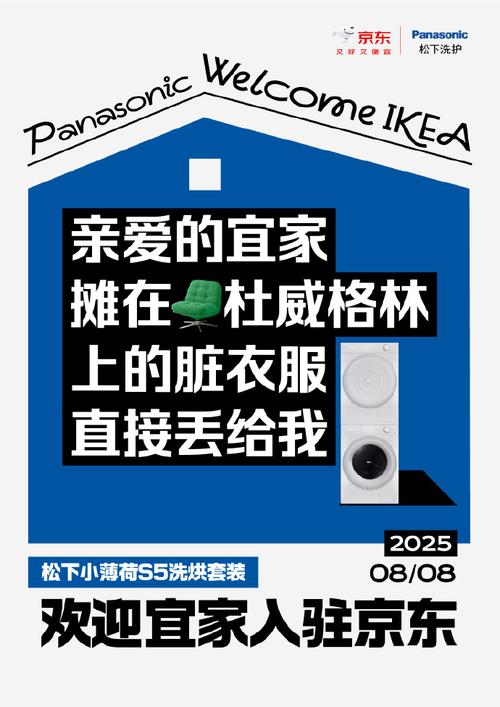 京东
又好又便宜
Panasonic
松下洗护
Panasonic Welcome IKEA
亲爱的宜家
摊在杜威格林
上的脏衣服
直接丢给我
2025
松下小薄荷S5洗烘套装
08/08
欢迎宜家入驻京东